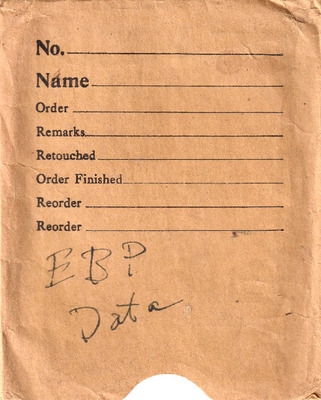 No.
Name
Order
Remarks
Retouched
Order Finished
Reorder
Reorder
EBP
Data